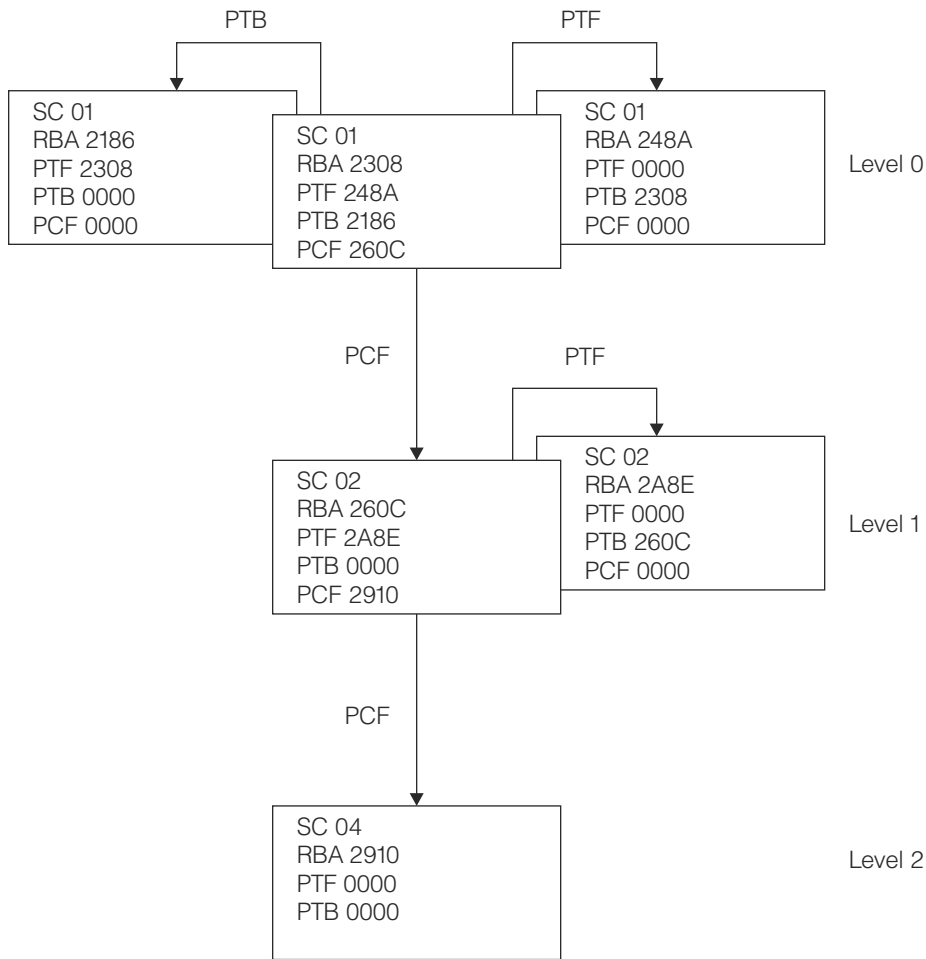 PTB
PTF
SC 01
RBA 2186
PTF 2308
PTB 0000
PCF 0000
SC 01
RBA 2308
PTF 248A
PTB 2186
PCF 260C
SC 01
RBA 248A
PTF 0000
PTB 2308
PCF 0000
Level 0
PCF
PTF
SC 02
RBA 260C
PTF 2A8E
PTB 0000
PCF 2910
SC 02
RBA 2A8E
PTF 0000
PTB 260C
PCF 0000
Level 1
PCF
SC 04
RBA 2910
PTF 0000
PTB 0000
Level 2